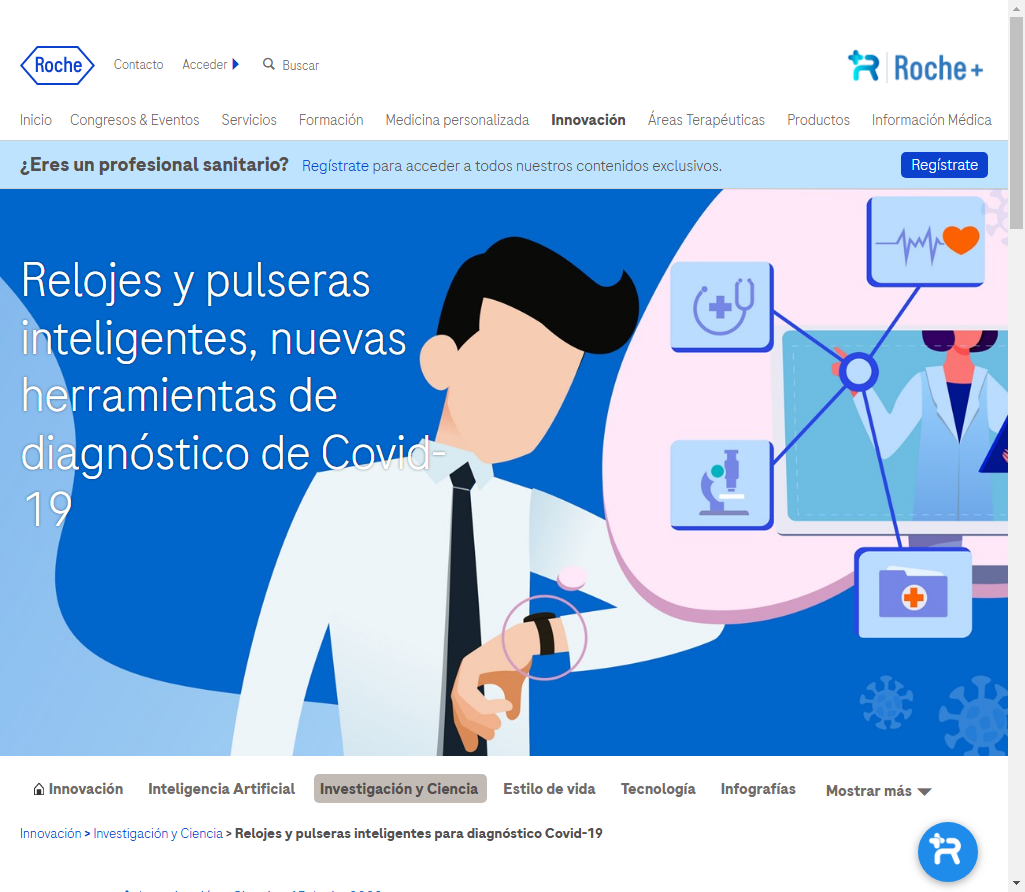 Roche
Contacto
Acceder
Buscar
Roche+
Inicio
Congresos & Eventos
Servicios
Formación
Medicina personalizada
Innovación
Áreas Terapéuticas
Productos
Información Médica
¿Eres un profesional sanitario?
Regístrate para acceder a todos nuestros contenidos exclusivos.
Regístrate
Relojes y pulseras
inteligentes, nuevas
herramientas de
diagnóstico de Covid-
19
Innovación
Inteligencia Artificial
Investigación y Ciencia
Estilo de vida
Tecnología
Infografías
Mostrar más
Innovación > Investigación y Ciencia > Relojes y pulseras inteligentes para diagnóstico Covid-19